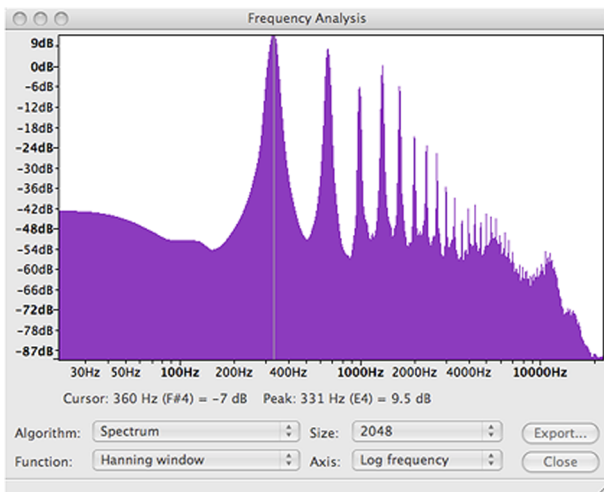 Frequency Analysis
9dB
0dB
-6dB
-12dB
-18dB
-24dB
-30dB
-36dB
-42dB
-48dB
-54dB
-60dB
-66dB
-72dB
-78dB
-87dB
30Hz 50Hz 100Hz 200Hz 400Hz 1000Hz 2000Hz 4000Hz 10000Hz
Cursor: 360 Hz (F#4) = -7 dB Peak: 331 Hz (E4) = 9.5 dB
Algorithm: Spectrum Size: 2048 Export...
Function: Hanning window Axis: Log frequency Close